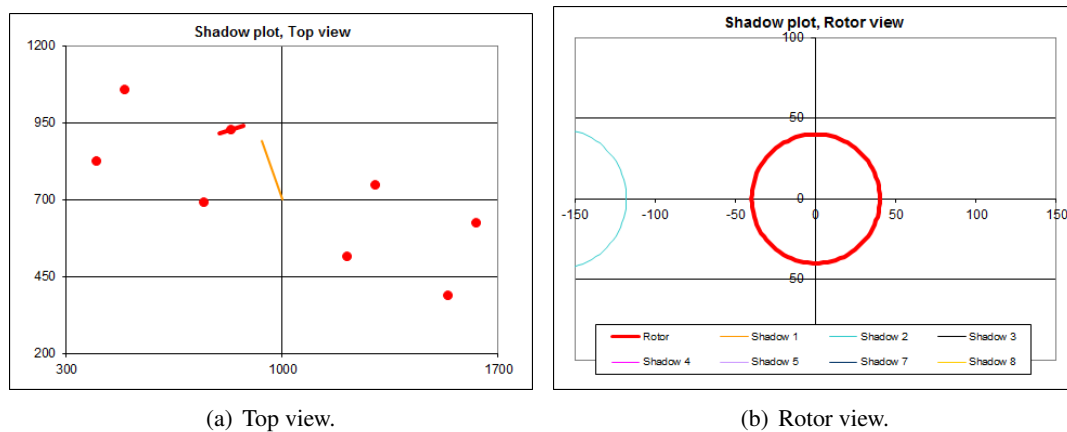 Shadow plot, Top view
1200
950
700
450
200
300 1000 1700
(a) Top view.
Shadow plot, Rotor view
100
50
0
-150 -100 -50 0 50 100 150
50
Rotor Shadow 1 Shadow 2 Shadow 3
Shadow 4 Shadow 5 Shadow 7 Shadow 8
(b) Rotor view.